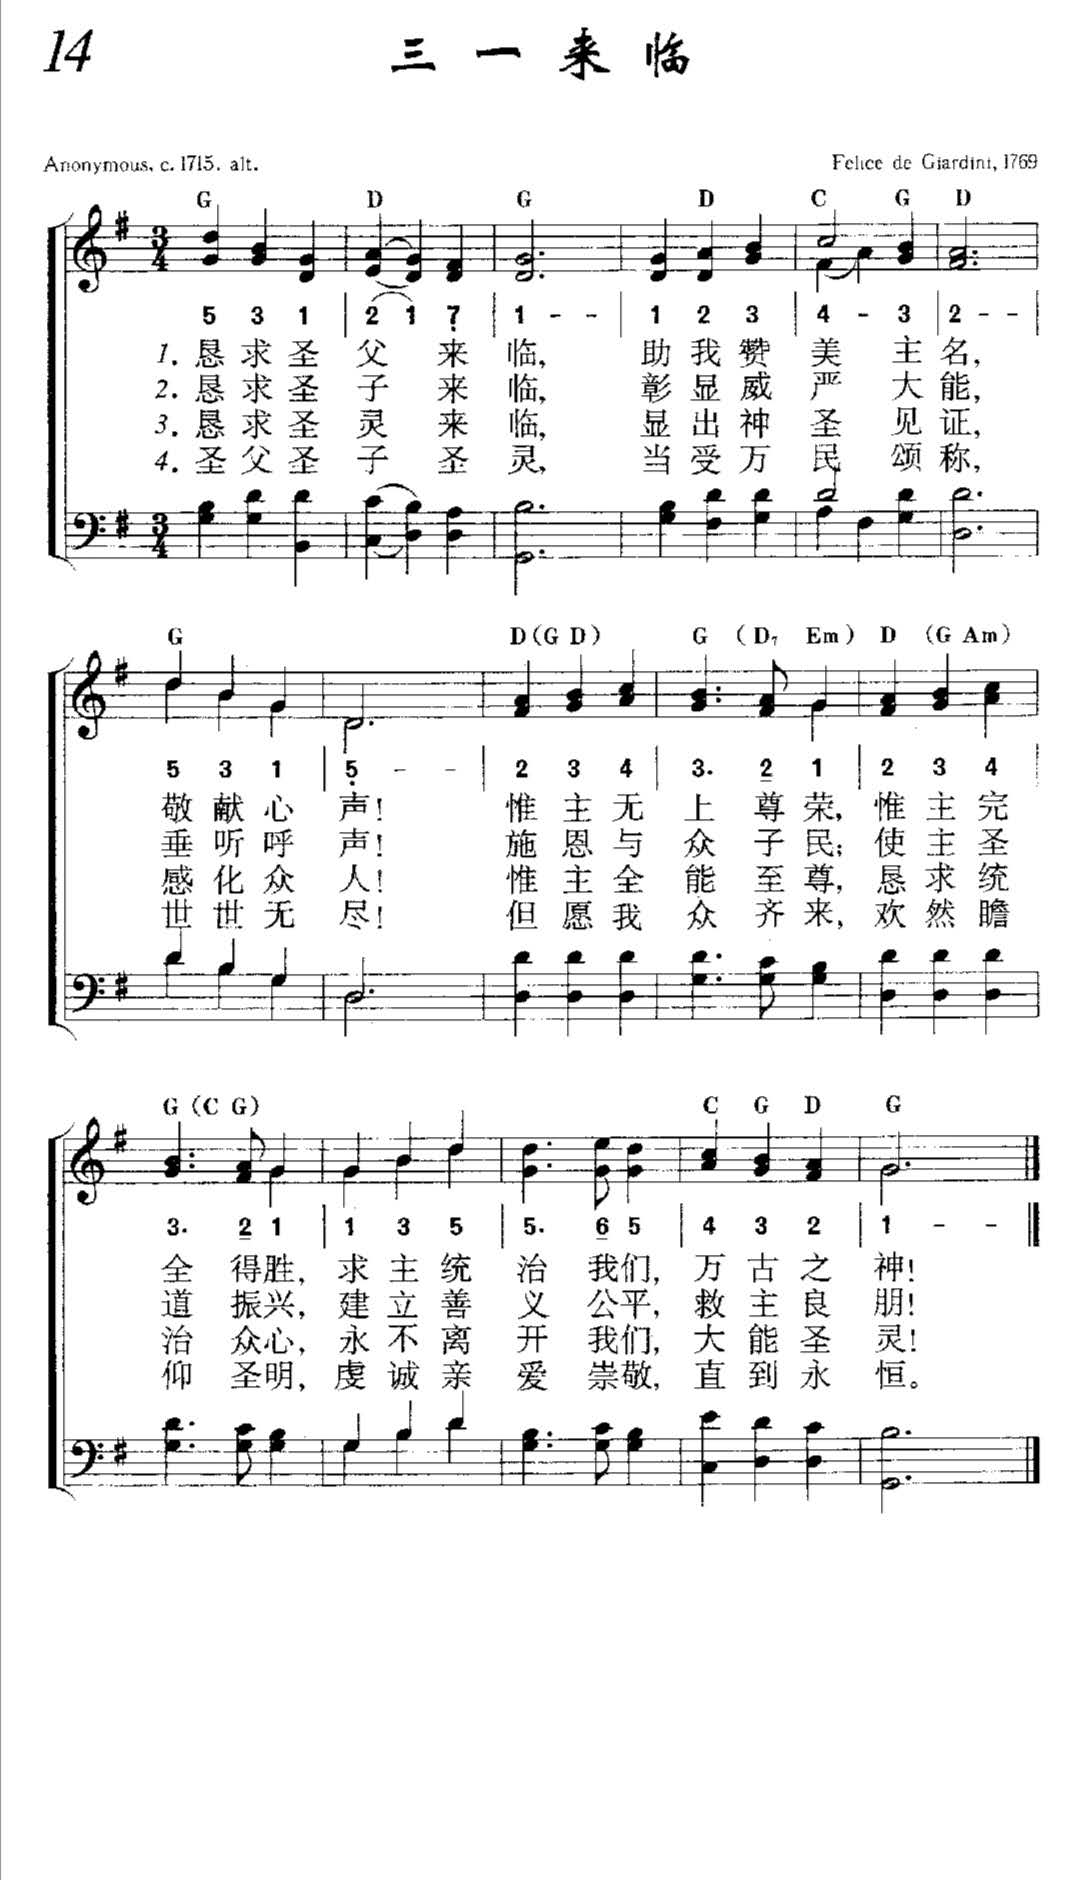 14 三一来临
Anonymous, c. 1715. alt. Felice de Giardini, 1769
G D G D C G D
3 4
5 3 1 | 2 1 7 | 1 - - | 1 2 3 | 4 - 3 | 2 - - |
1. 恳求圣父来临, 助我赞美主名,
2. 恳求圣子来临, 彰显威严大能,
3. 恳求圣灵来临, 显出神圣见证,
4. 圣父圣子圣灵, 当受万民颂称,
3 4
G D (G D) G (D7 Em) D (G Am)
5 3 1 | 5 - - | 2 3 4 | 3. 2 1 | 2 3 4 |
敬献心声! 惟主无上尊荣, 惟主完
垂听呼声! 施恩与众子民; 使主圣
感化众人! 惟主全能至尊, 恳求统
世世无尽! 但愿我众齐来, 欢然瞻
G (C G) C G D G
3. 2 1 | 1 3 5 | 5. 6 5 | 4 3 2 | 1 - - ||
全得胜, 求主统治我们, 万古之神!
道振兴, 建立善义公平, 救主良朋!
治众心, 永不离开我们, 大能圣灵!
仰圣明, 虔诚亲爱崇敬, 直到永恒。